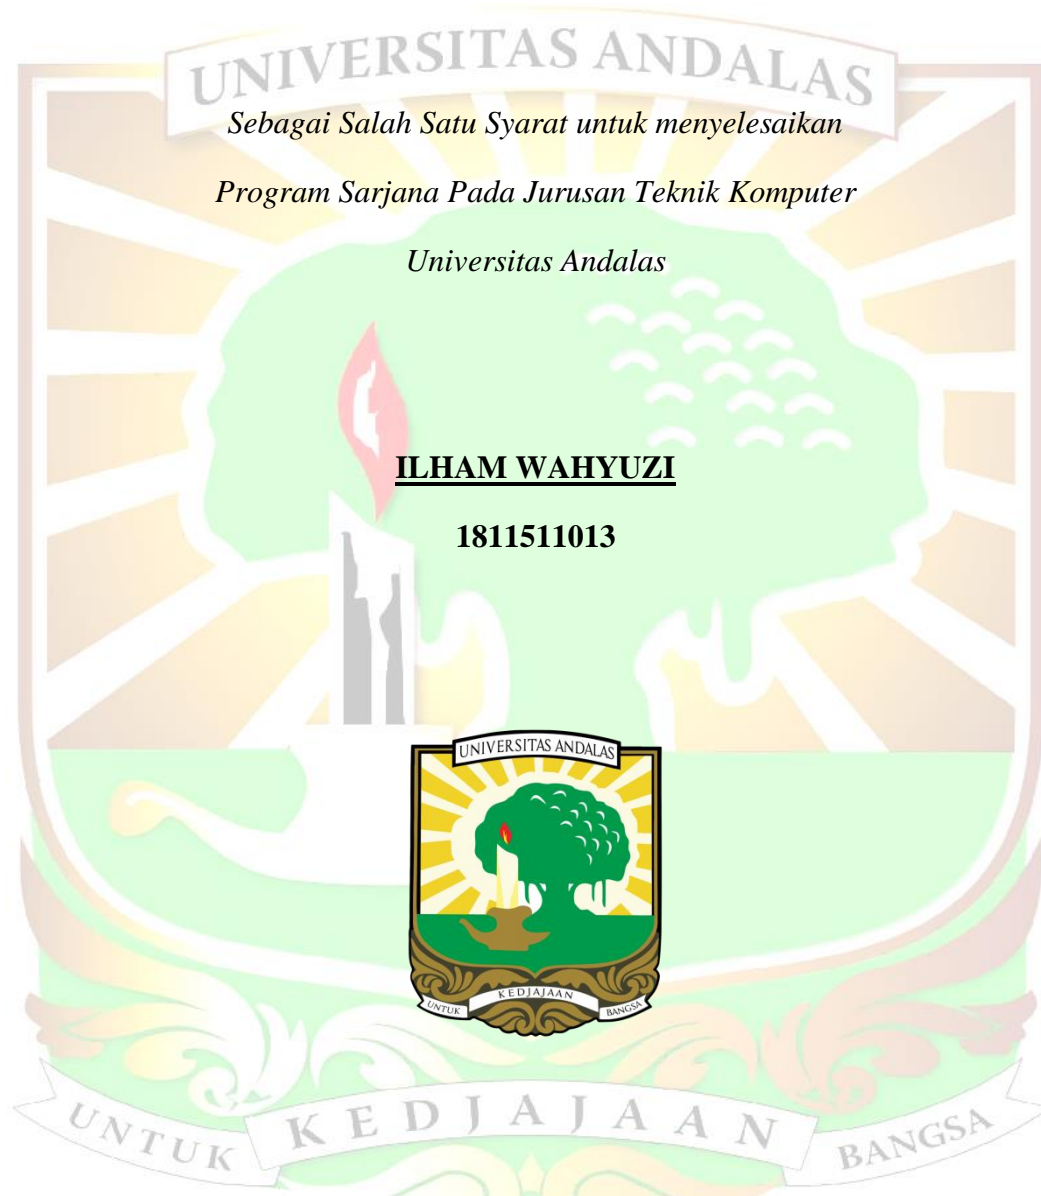 UNIVERSITAS ANDALAS
Sebagai Salah Satu Syarat untuk menyelesaikan
Program Sarjana Pada Jurusan Teknik Komputer
Universitas Andalas
ILHAM WAHYUZI
1811511013
UNIVERSITAS ANDALAS
UNTUK KEDJAJAAN BANGSA
UNTUK KEDJAJAAN BANGSA